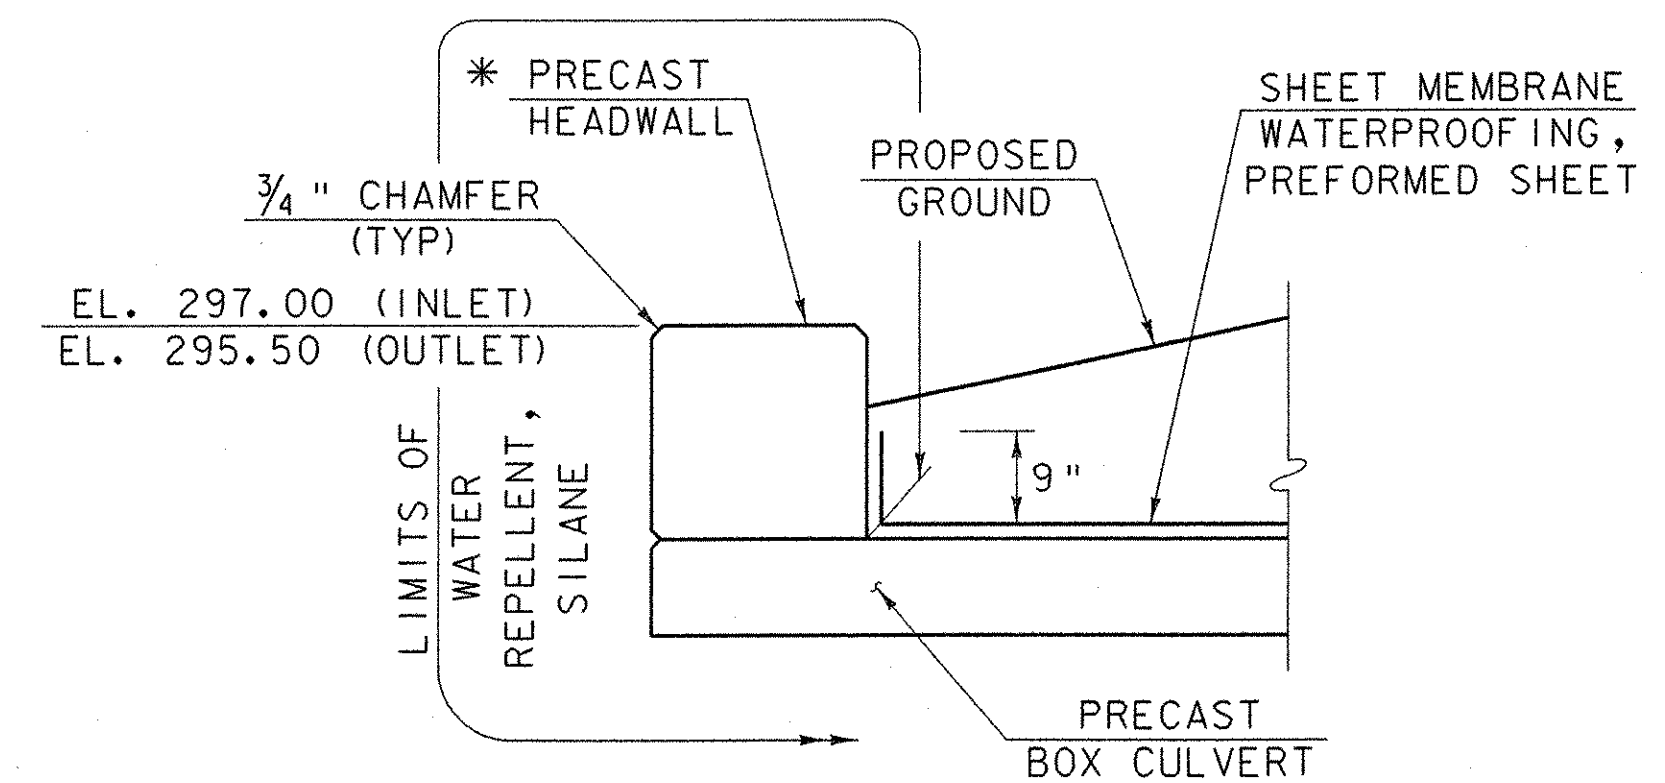 * PRECAST
HEADWALL
SHEET MEMBRANE
WATERPROOFING,
PREFORMED SHEET
PROPOSED
GROUND
3/4 " CHAMFER
(TYP)
EL. 297.00 (INLET)
EL. 295.50 (OUTLET)
LIMITS OF
WATER
REPELLENT,
SILANE
9"
PRECAST
BOX CULVERT